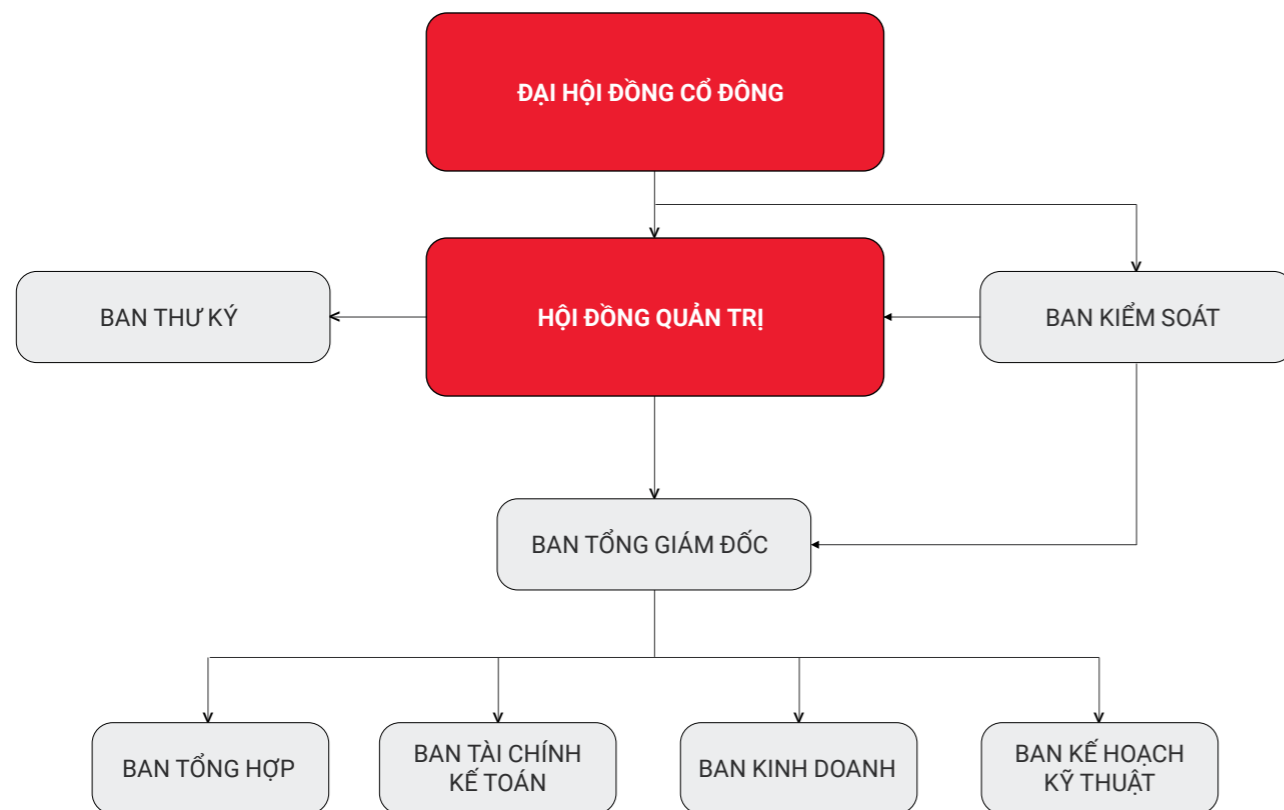 ĐẠI HỘI ĐỒNG CỔ ĐÔNG
BAN THƯ KÝ
HỘI ĐỒNG QUẢN TRỊ
BAN KIỂM SOÁT
BAN TỔNG GIÁM ĐỐC
BAN TỔNG HỢP
BAN TÀI CHÍNH
KẾ TOÁN
BAN KINH DOANH
BAN KẾ HOẠCH
KỸ THUẬT